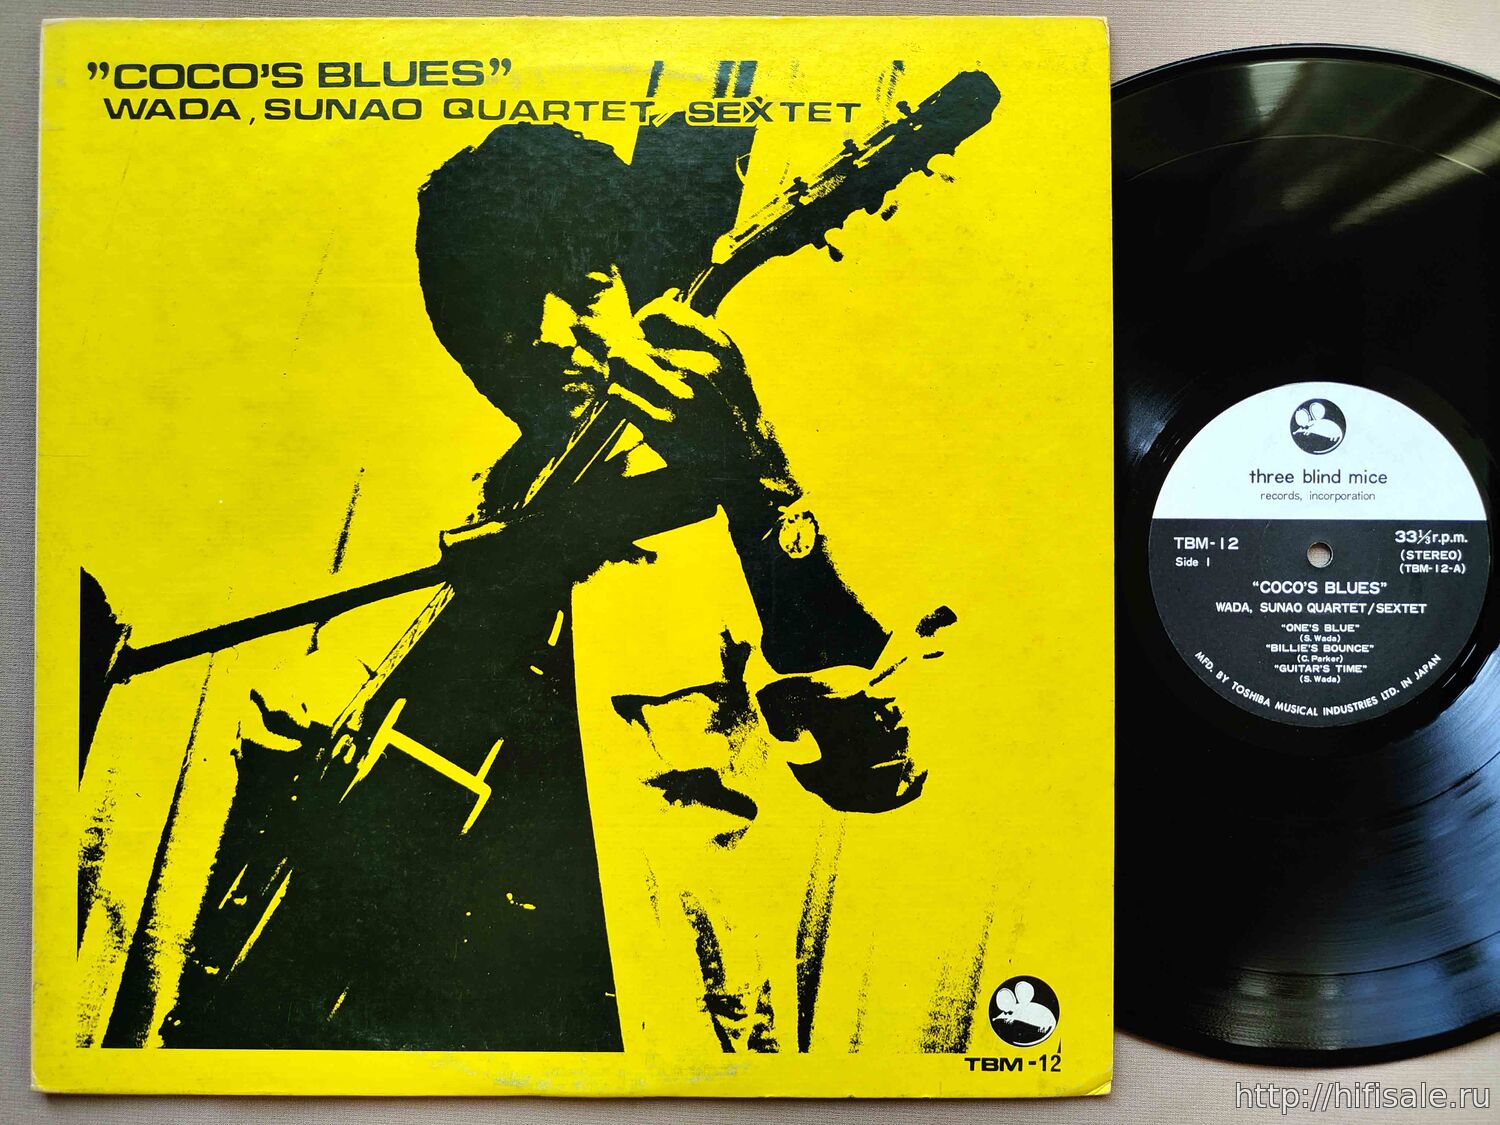 ”COCO'S BLUES”
WADA, SUNAO QUARTET/SEXTET
TBM-12
three blind mice
records, incorporation
TBM-12
Side 1
33⅓ r.p.m.
(STEREO)
(TBM-12-A)
“COCO'S BLUES”
WADA, SUNAO QUARTET/SEXTET
“ONE'S BLUE”
(S. Wada)
“BILLIE'S BOUNCE”
(C. Parker)
“GUITAR'S TIME”
(S. Wada)
MFD. BY TOSHIBA MUSICAL INDUSTRIES LTD. IN JAPAN
http://hifisale.ru